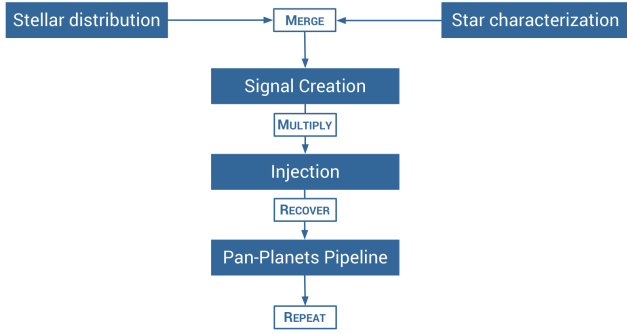 Stellar distribution
MERGE
Star characterization
Signal Creation
MULTIPLY
Injection
RECOVER
Pan-Planets Pipeline
REPEAT